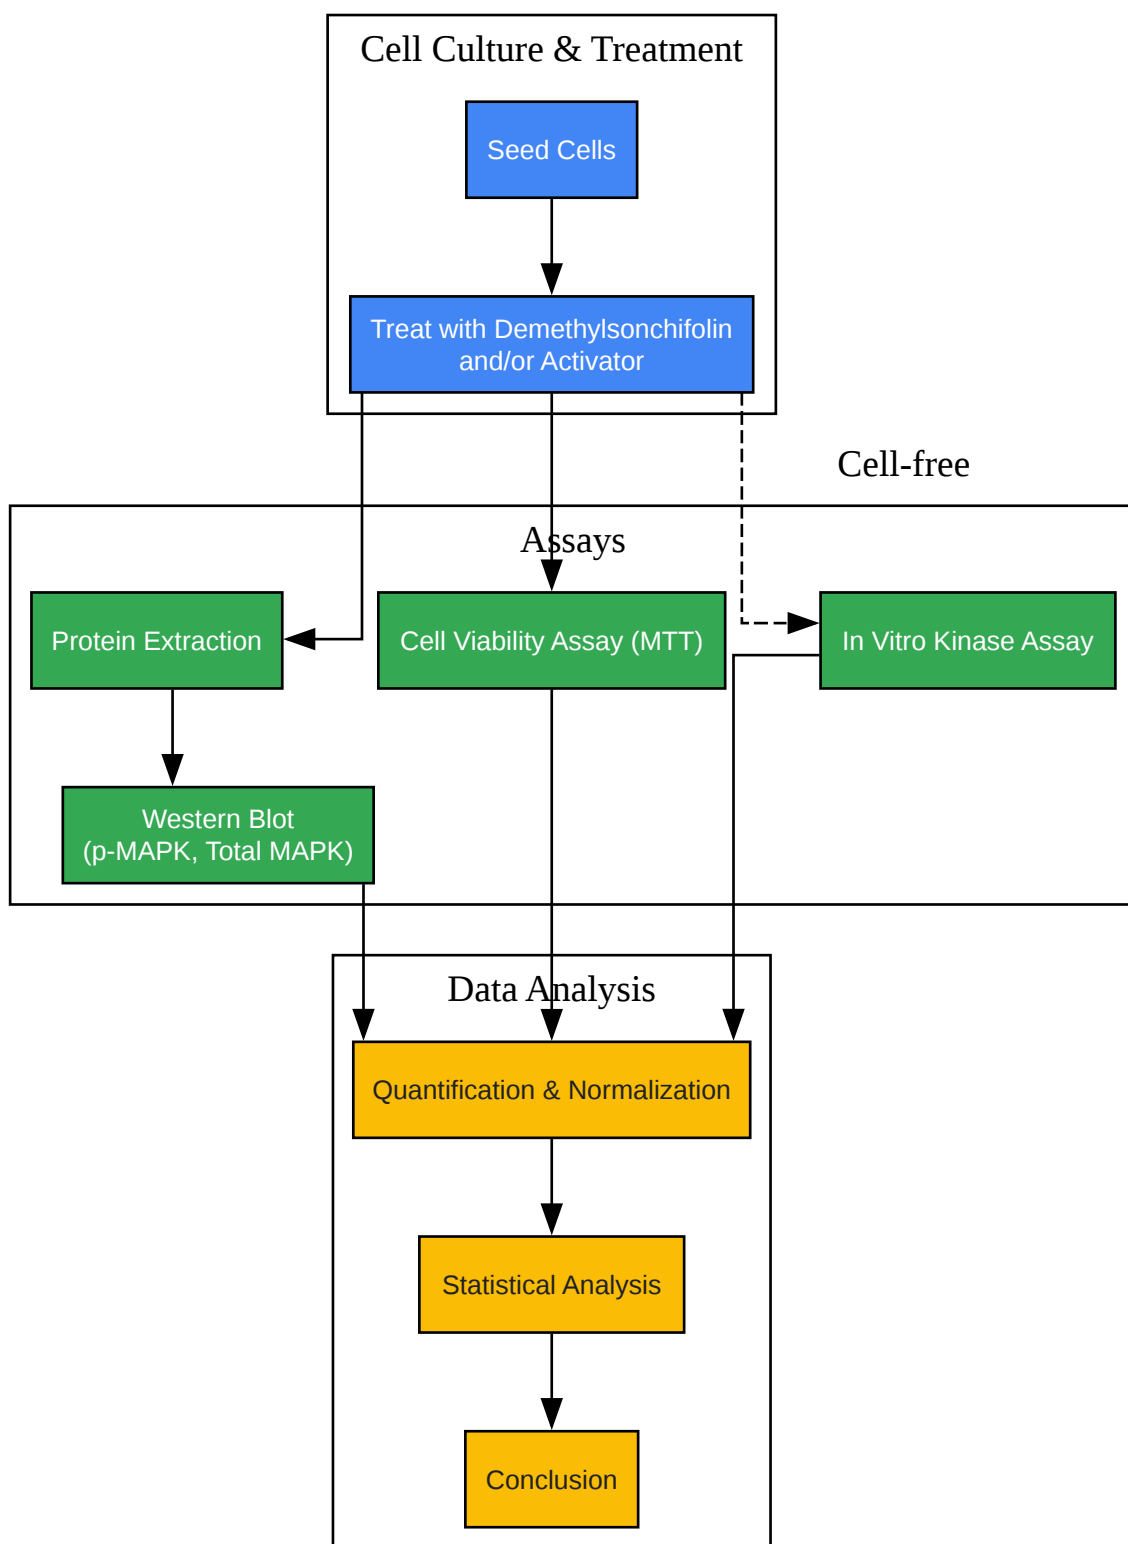 Cell Culture & Treatment
Seed Cells
Treat with Demethylsonchifolin
and/or Activator
Cell-free
Assays
Protein Extraction
Cell Viability Assay (MTT)
In Vitro Kinase Assay
Western Blot
(p-MAPK, Total MAPK)
Data Analysis
Quantification & Normalization
Statistical Analysis
Conclusion